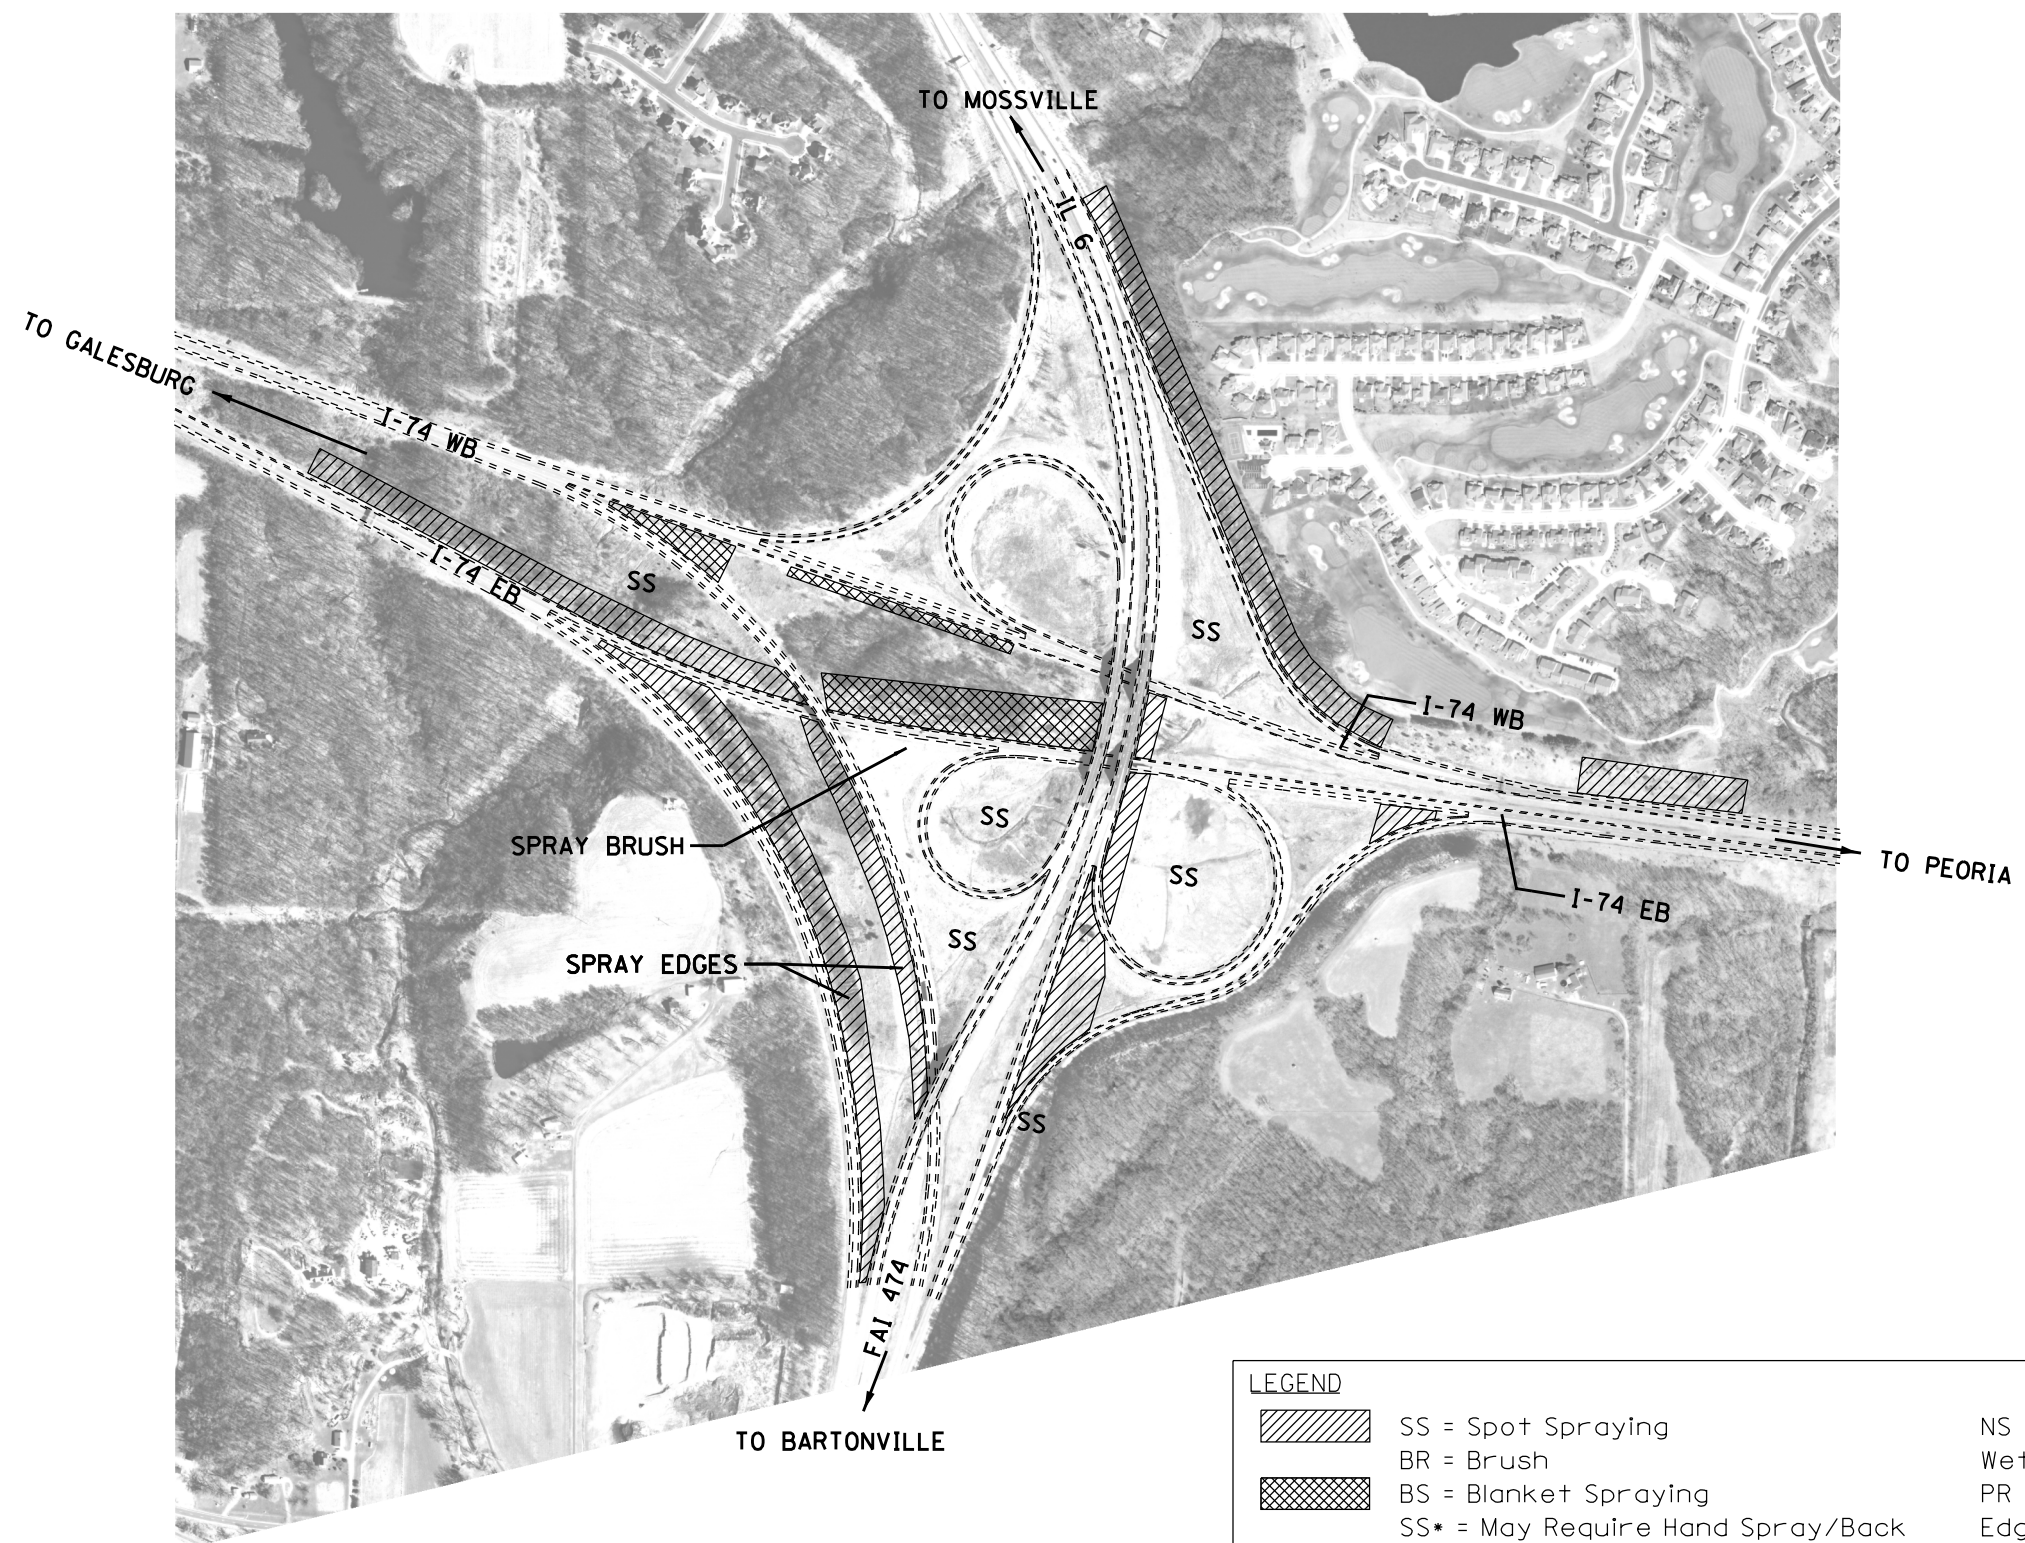 TO MOSSVILLE
IL 6
TO GALESBURG
I-74 WB
I-74 EB
SS
SS
I-74 WB
SS
SPRAY BRUSH
SS
TO PEORIA
I-74 EB
SS
SPRAY EDGES
SS
FAI 474
TO BARTONVILLE
LEGEND
SS = Spot Spraying
NS
BR = Brush
BS = Blanket Spraying
PR
SS* = May Require Hand Spray/Back